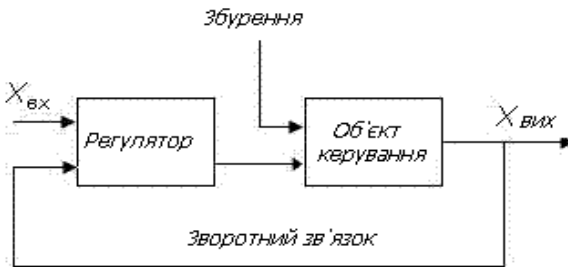 Збурення
Xвх
Регулятор
Об'єкт
керування
Xвих
Зворотний зв'язок